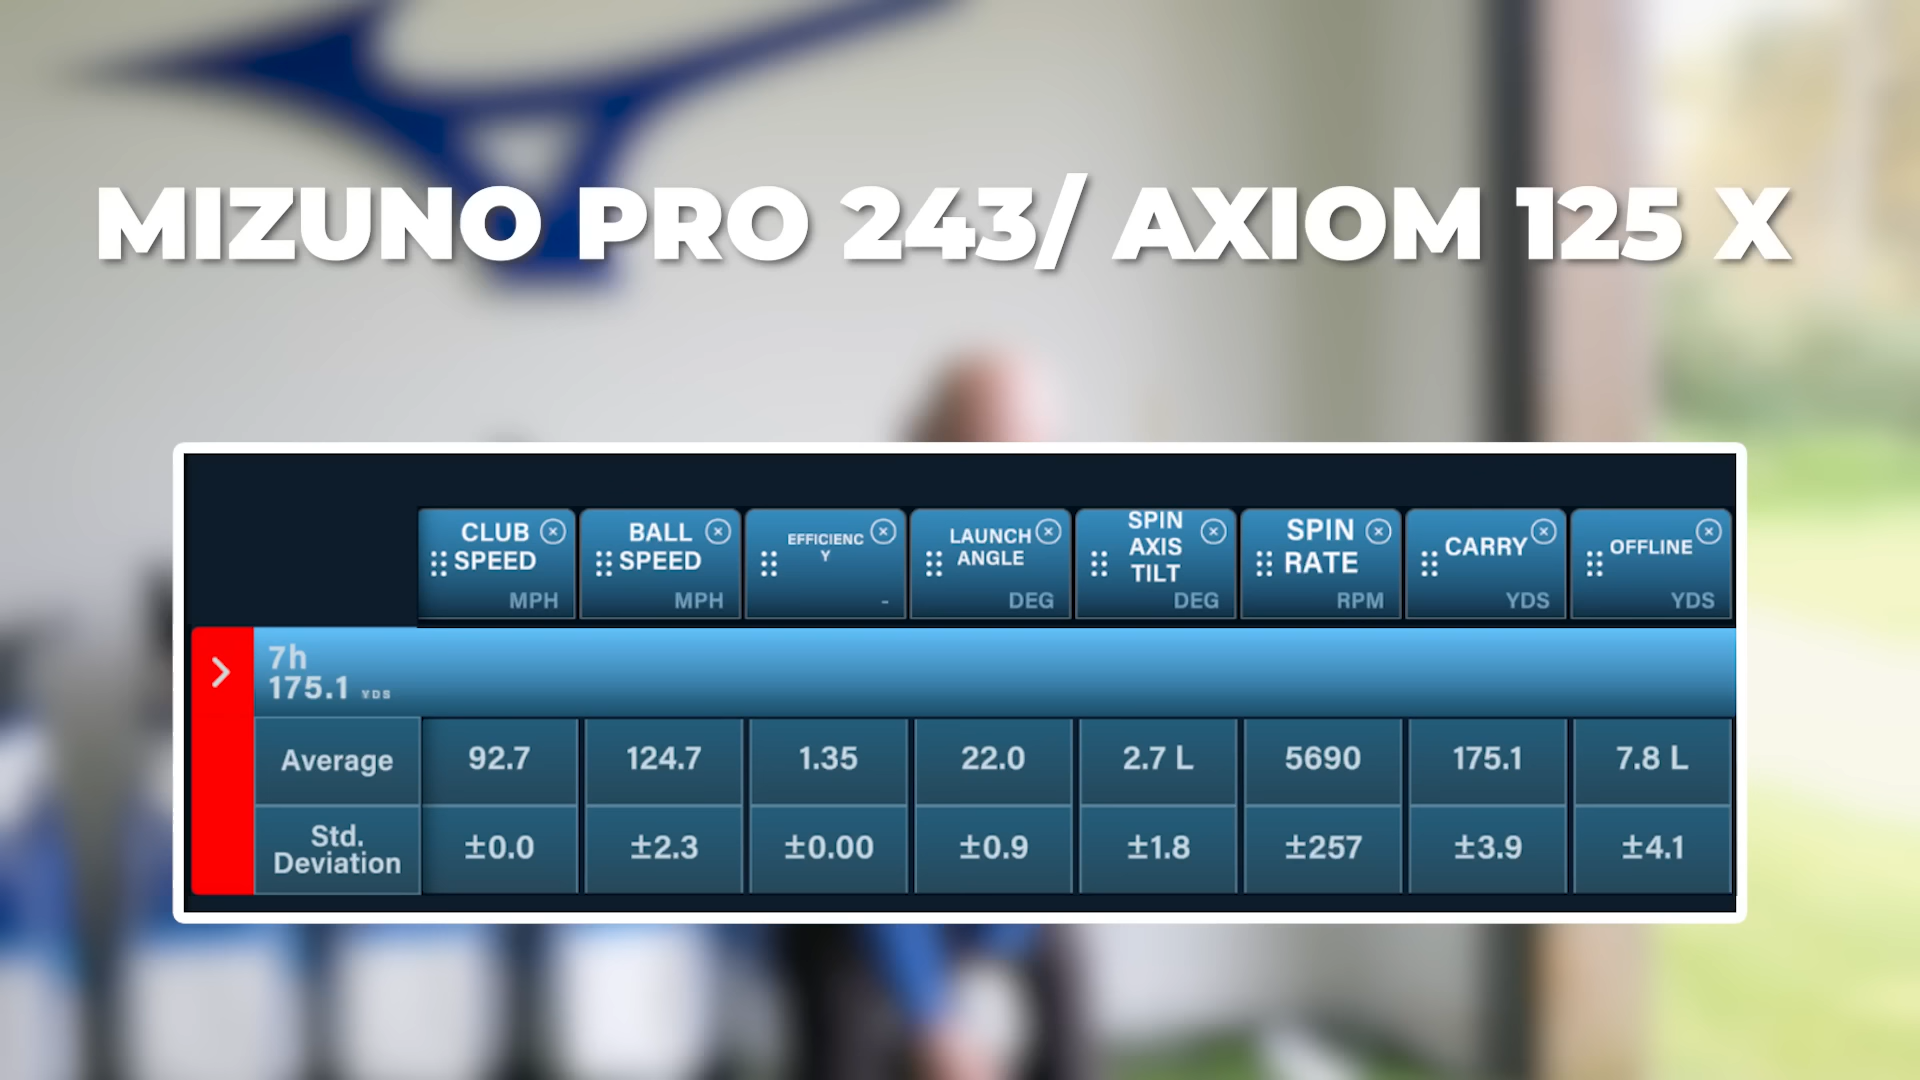 MIZUNO PRO 243/ AXIOM 125 X
CLUB SPEED MPH
BALL SPEED MPH
EFFICIENCY -
LAUNCH ANGLE DEG
SPIN AXIS TILT DEG
SPIN RATE RPM
CARRY YDS
OFFLINE YDS
7h
175.1 YDS
Average 92.7 124.7 1.35 22.0 2.7 L 5690 175.1 7.8 L
Std. Deviation ±0.0 ±2.3 ±0.00 ±0.9 ±1.8 ±257 ±3.9 ±4.1